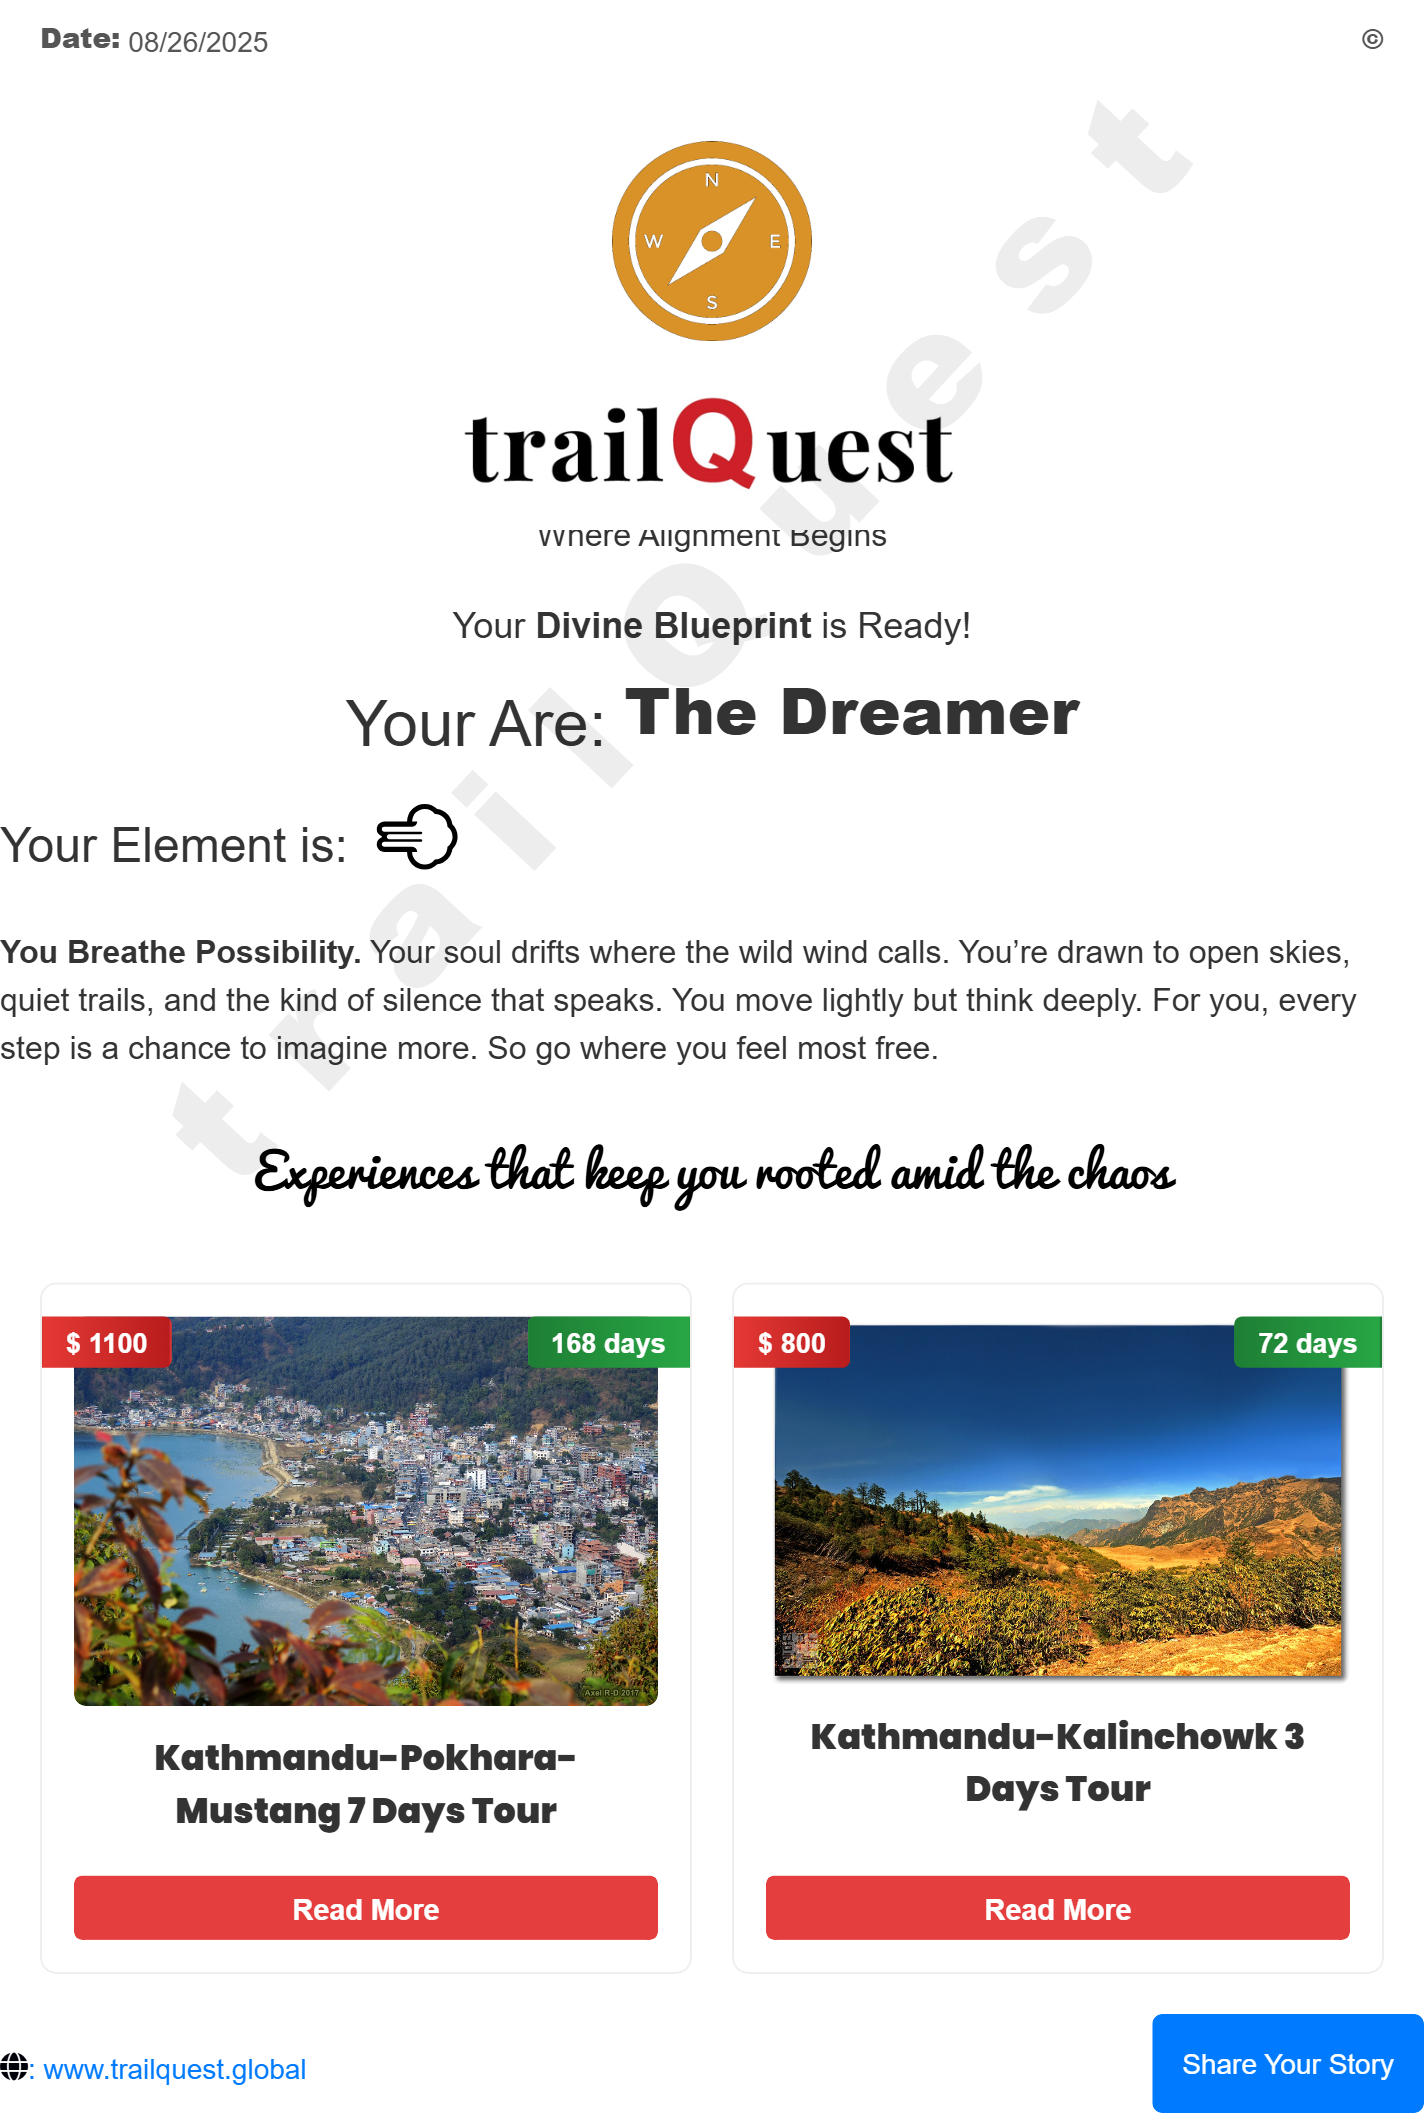 Date: 08/26/2025
©
N
W E
S
trailQuest
Where Alignment Begins
Your Divine Blueprint is Ready!
Your Are: The Dreamer
Your Element is:
You Breathe Possibility. Your soul drifts where the wild wind calls. You’re drawn to open skies,
quiet trails, and the kind of silence that speaks. You move lightly but think deeply. For you, every
step is a chance to imagine more. So go where you feel most free.
trailQuest
Experiences that keep you rooted amid the chaos
$ 1100
168 days
Axel R-D 2017
Kathmandu-Pokhara-
Mustang 7 Days Tour
Read More
$ 800
72 days
Kathmandu-Kalinchowk 3
Days Tour
Read More
: www.trailquest.global
Share Your Story